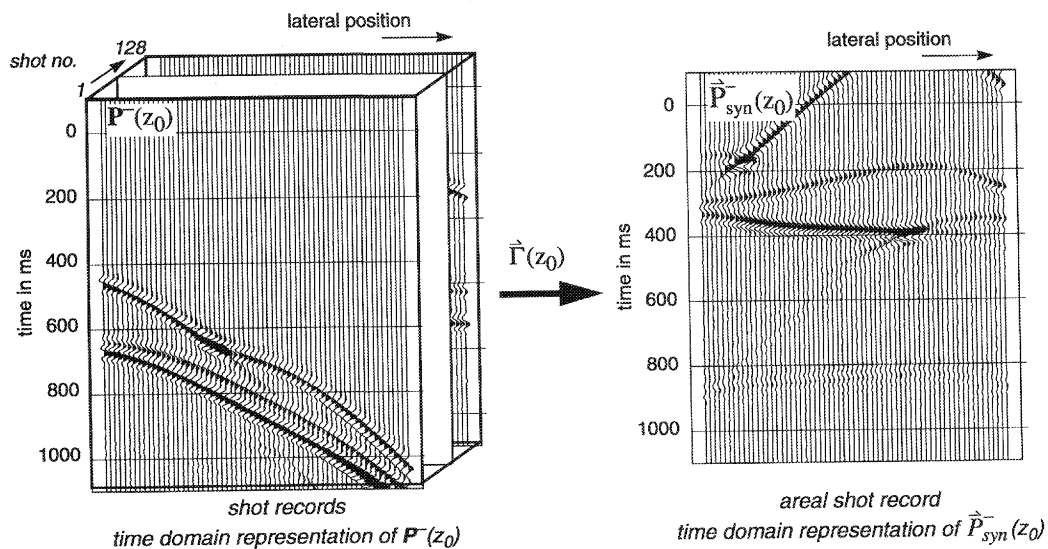 lateral position
128
shot no.
1
P⁻(z₀)
0
200
400
600
800
1000
time in ms
shot records
time domain representation of P⁻(z₀)
Γ⃗(z₀)
lateral position
P⃗⁻syn(z₀)
0
200
400
600
800
1000
time in ms
areal shot record
time domain representation of P⃗⁻syn(z₀)